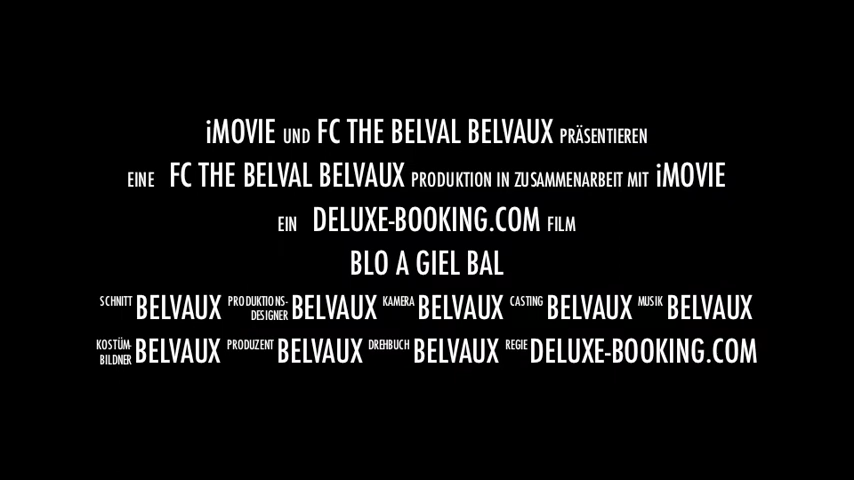 iMOVIE UND FC THE BELVAL BELVAUX PRÄSENTIEREN
EINE FC THE BELVAL BELVAUX PRODUKTION IN ZUSAMMENARBEIT MIT iMOVIE
EIN DELUXE-BOOKING.COM FILM
BLO A GIEL BAL
SCHNITT BELVAUX PRODUKTIONS-DESIGNER BELVAUX KAMERA BELVAUX CASTING BELVAUX MUSIK BELVAUX
KOSTÜM-BILDNER BELVAUX PRODUZENT BELVAUX DREHBUCH BELVAUX REGIE DELUXE-BOOKING.COM